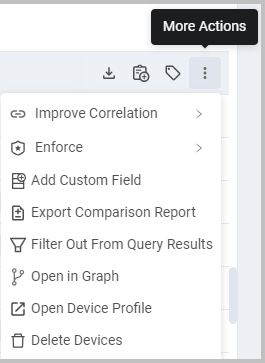 More Actions
Improve Correlation
Enforce
Add Custom Field
Export Comparison Report
Filter Out From Query Results
Open in Graph
Open Device Profile
Delete Devices